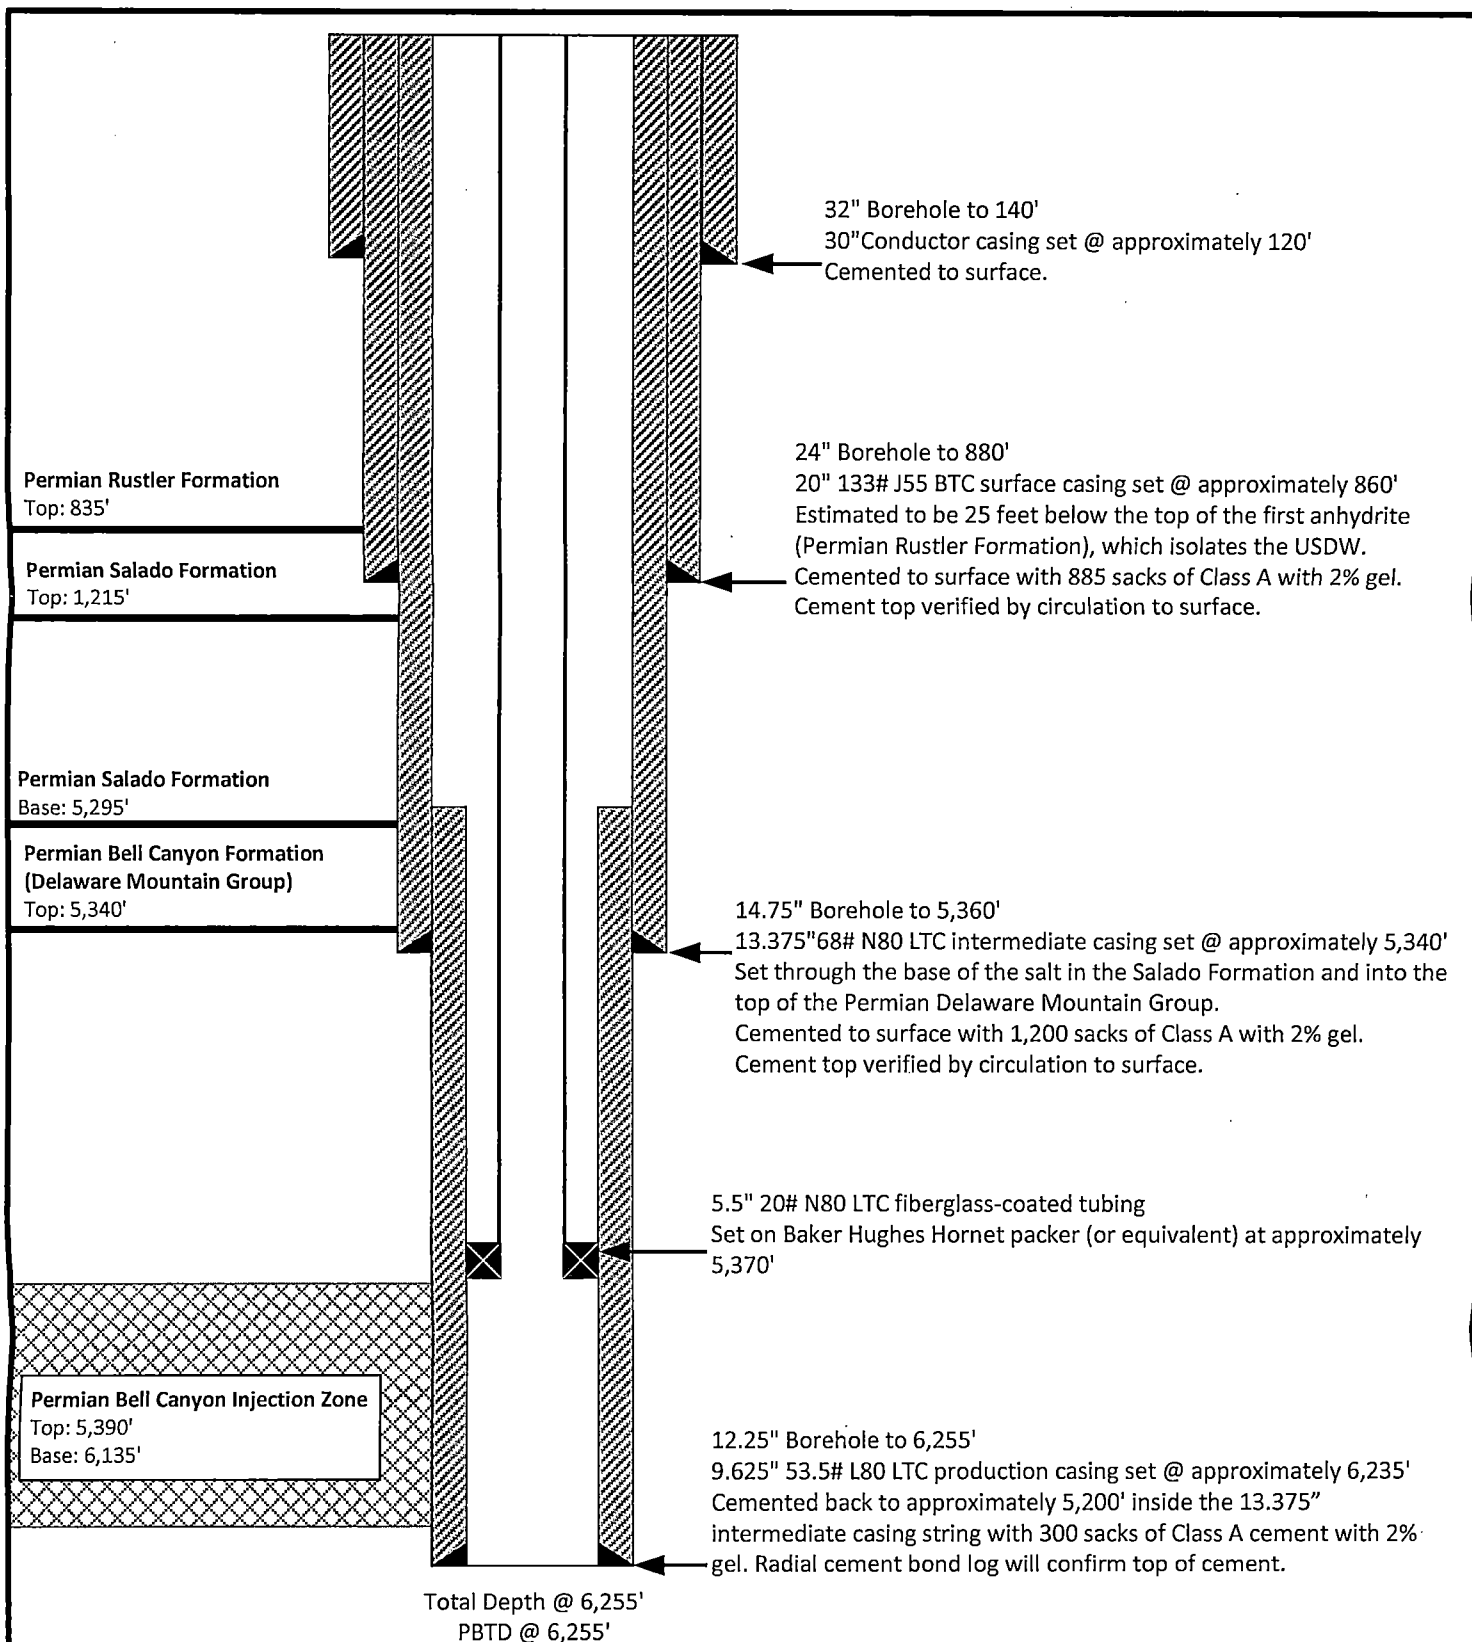 32" Borehole to 140'
30"Conductor casing set @ approximately 120'
Cemented to surface.
24" Borehole to 880'
20" 133# J55 BTC surface casing set @ approximately 860'
Estimated to be 25 feet below the top of the first anhydrite
(Permian Rustler Formation), which isolates the USDW.
Cemented to surface with 885 sacks of Class A with 2% gel.
Cement top verified by circulation to surface.
Permian Rustler Formation
Top: 835'
Permian Salado Formation
Top: 1,215'
Permian Salado Formation
Base: 5,295'
Permian Bell Canyon Formation
(Delaware Mountain Group)
Top: 5,340'
14.75" Borehole to 5,360'
13.375"68# N80 LTC intermediate casing set @ approximately 5,340'
Set through the base of the salt in the Salado Formation and into the
top of the Permian Delaware Mountain Group.
Cemented to surface with 1,200 sacks of Class A with 2% gel.
Cement top verified by circulation to surface.
5.5" 20# N80 LTC fiberglass-coated tubing
Set on Baker Hughes Hornet packer (or equivalent) at approximately
5,370'
Permian Bell Canyon Injection Zone
Top: 5,390'
Base: 6,135'
12.25" Borehole to 6,255'
9.625" 53.5# L80 LTC production casing set @ approximately 6,235'
Cemented back to approximately 5,200' inside the 13.375"
intermediate casing string with 300 sacks of Class A cement with 2%
gel. Radial cement bond log will confirm top of cement.
Total Depth @ 6,255'
PBTD @ 6,255'